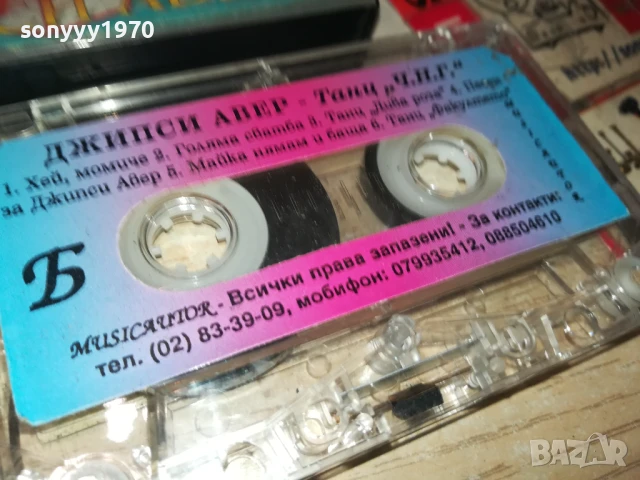 sonyyy1970
ДЖИПСИ АВЕР - Танц „Ч.Н.Г."
1. Хей, момиче 2. Голяма сватба 3. Танц „Дива роза" 4. Песен
за Джипси Авер 5. Майка нямам и баща 6. Танц „Факултета"
Б
MUSICAUTOR
MUSICAUTOR - Всички права запазени! - За контакти:
тел. (02) 83-39-09, мобифон: 079935412, 088504610
BAZAR